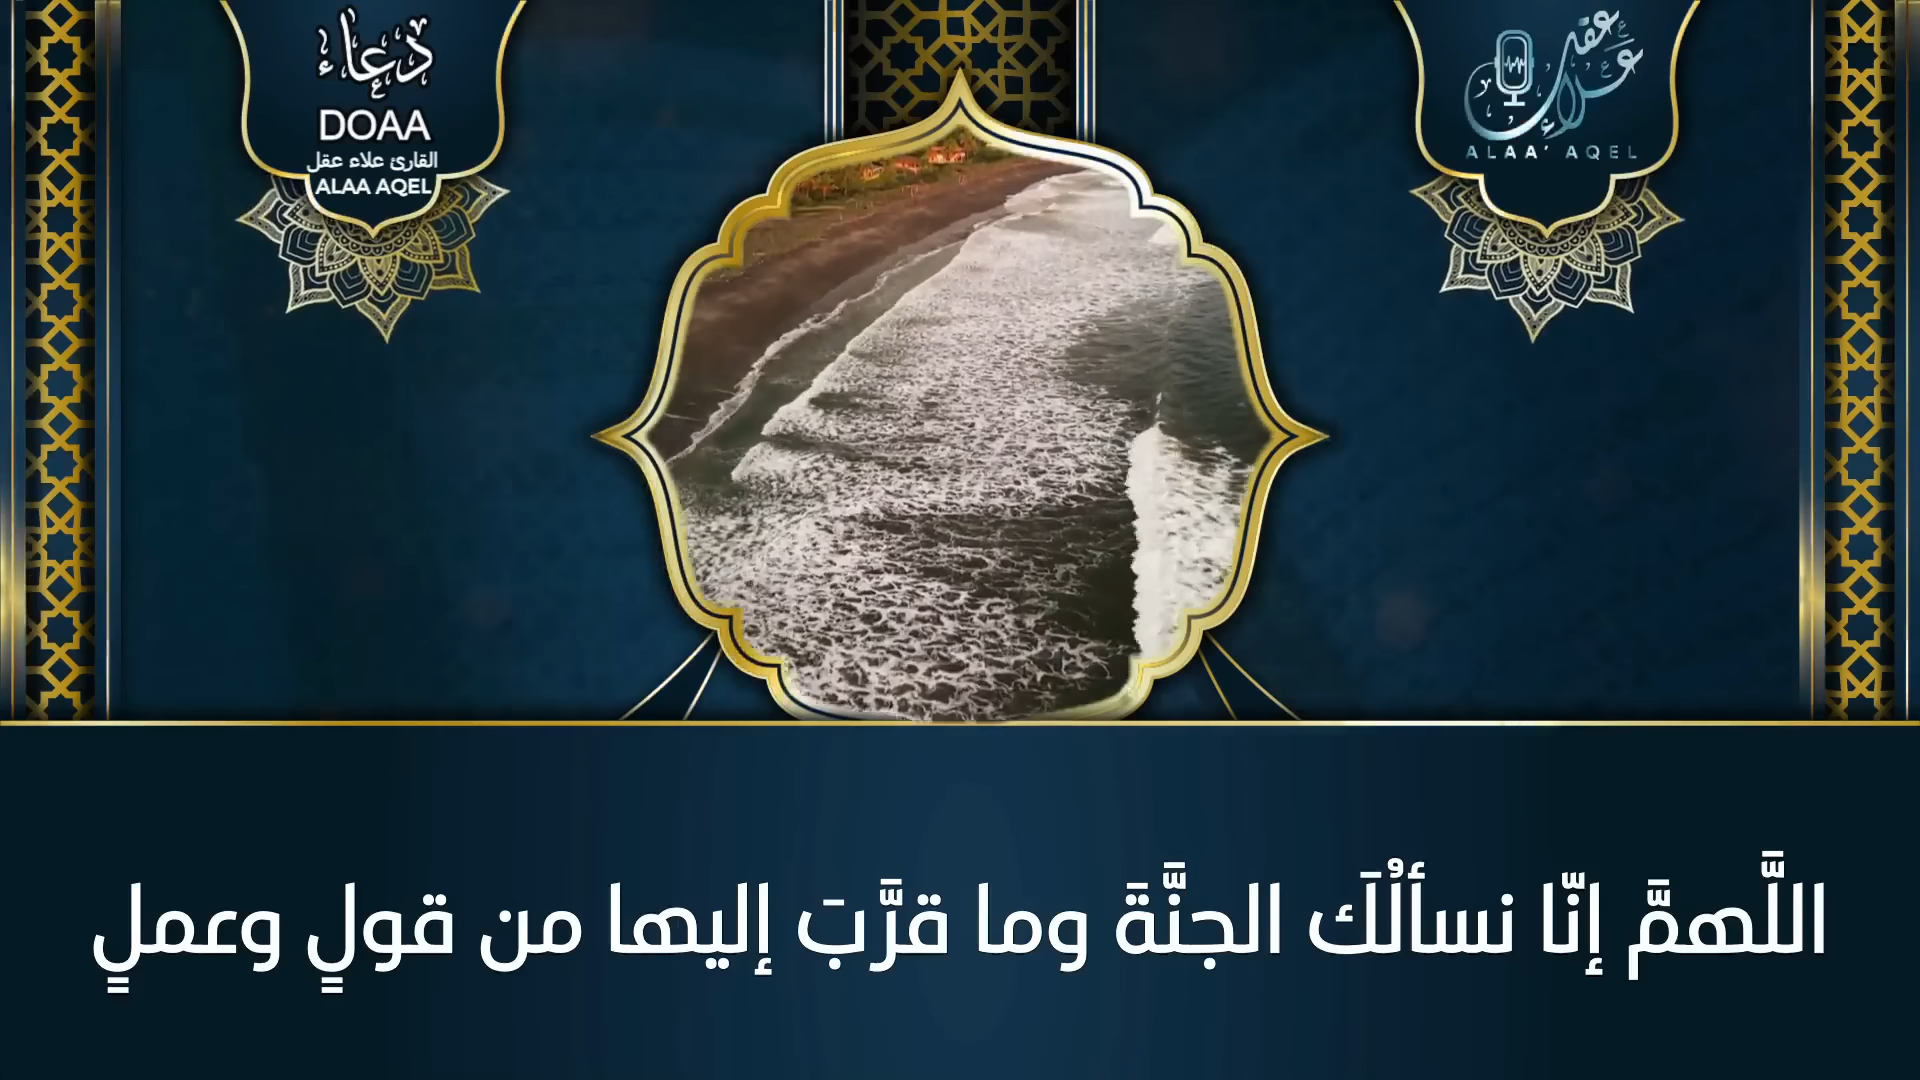 دعاء
DOAA
القارئ علاء عقل
ALAA AQEL
علاء عقل
ALAA' AQEL
اللَّهمَّ إنّا نسألُكَ الجنَّةَ وما قرَّبَ إليها من قولٍ وعملٍ